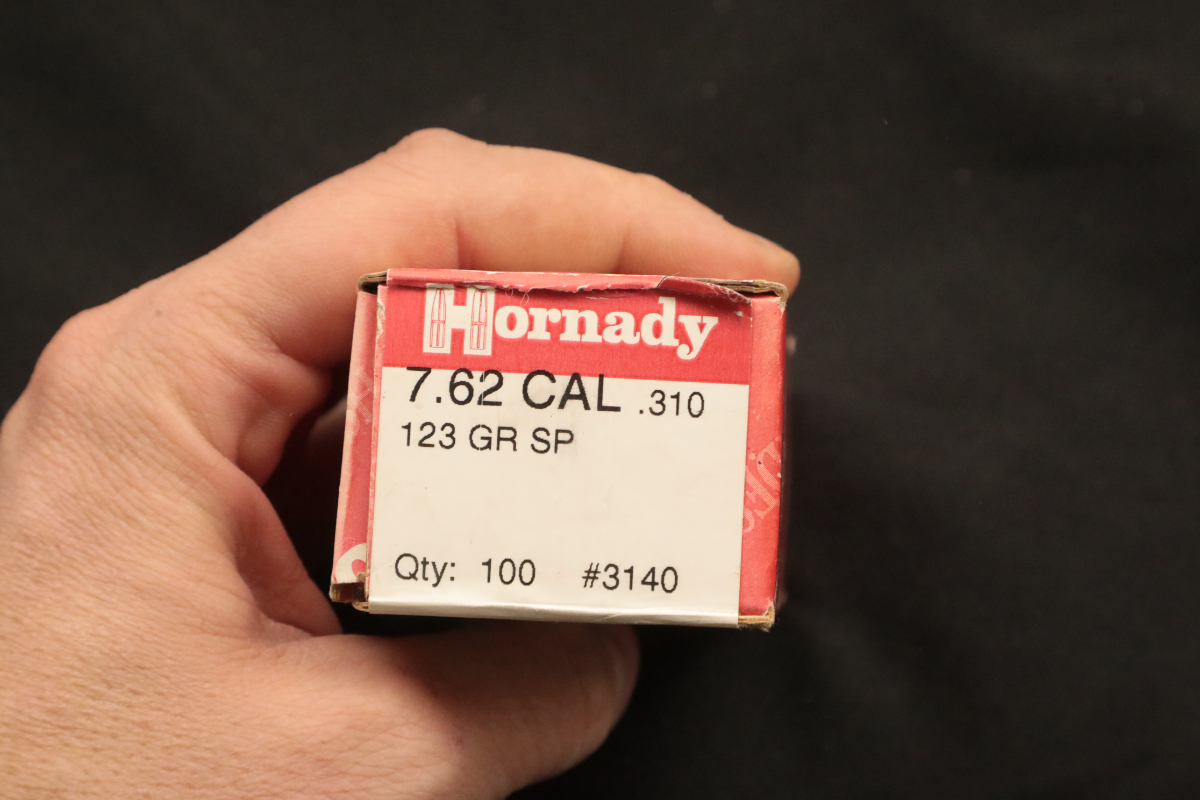 Hornady
7.62 CAL .310
123 GR SP
Qty: 100 #3140